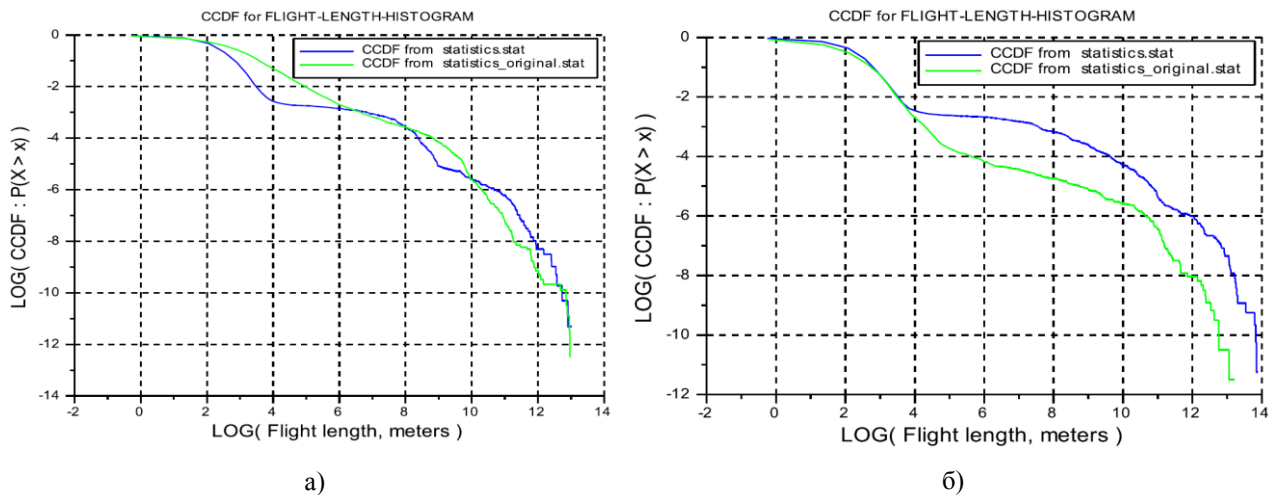 CCDF for FLIGHT-LENGTH-HISTOGRAM
CCDF from statistics.stat
CCDF from statistics_original.stat
LOG( CCDF : P(X > x) )
0
-2
-4
-6
-8
-10
-12
-14
-2 0 2 4 6 8 10 12 14
LOG( Flight length, meters )
а)
CCDF for FLIGHT-LENGTH-HISTOGRAM
CCDF from statistics.stat
CCDF from statistics_original.stat
LOG( CCDF : P(X > x) )
0
-2
-4
-6
-8
-10
-12
-2 0 2 4 6 8 10 12 14
LOG( Flight length, meters )
б)